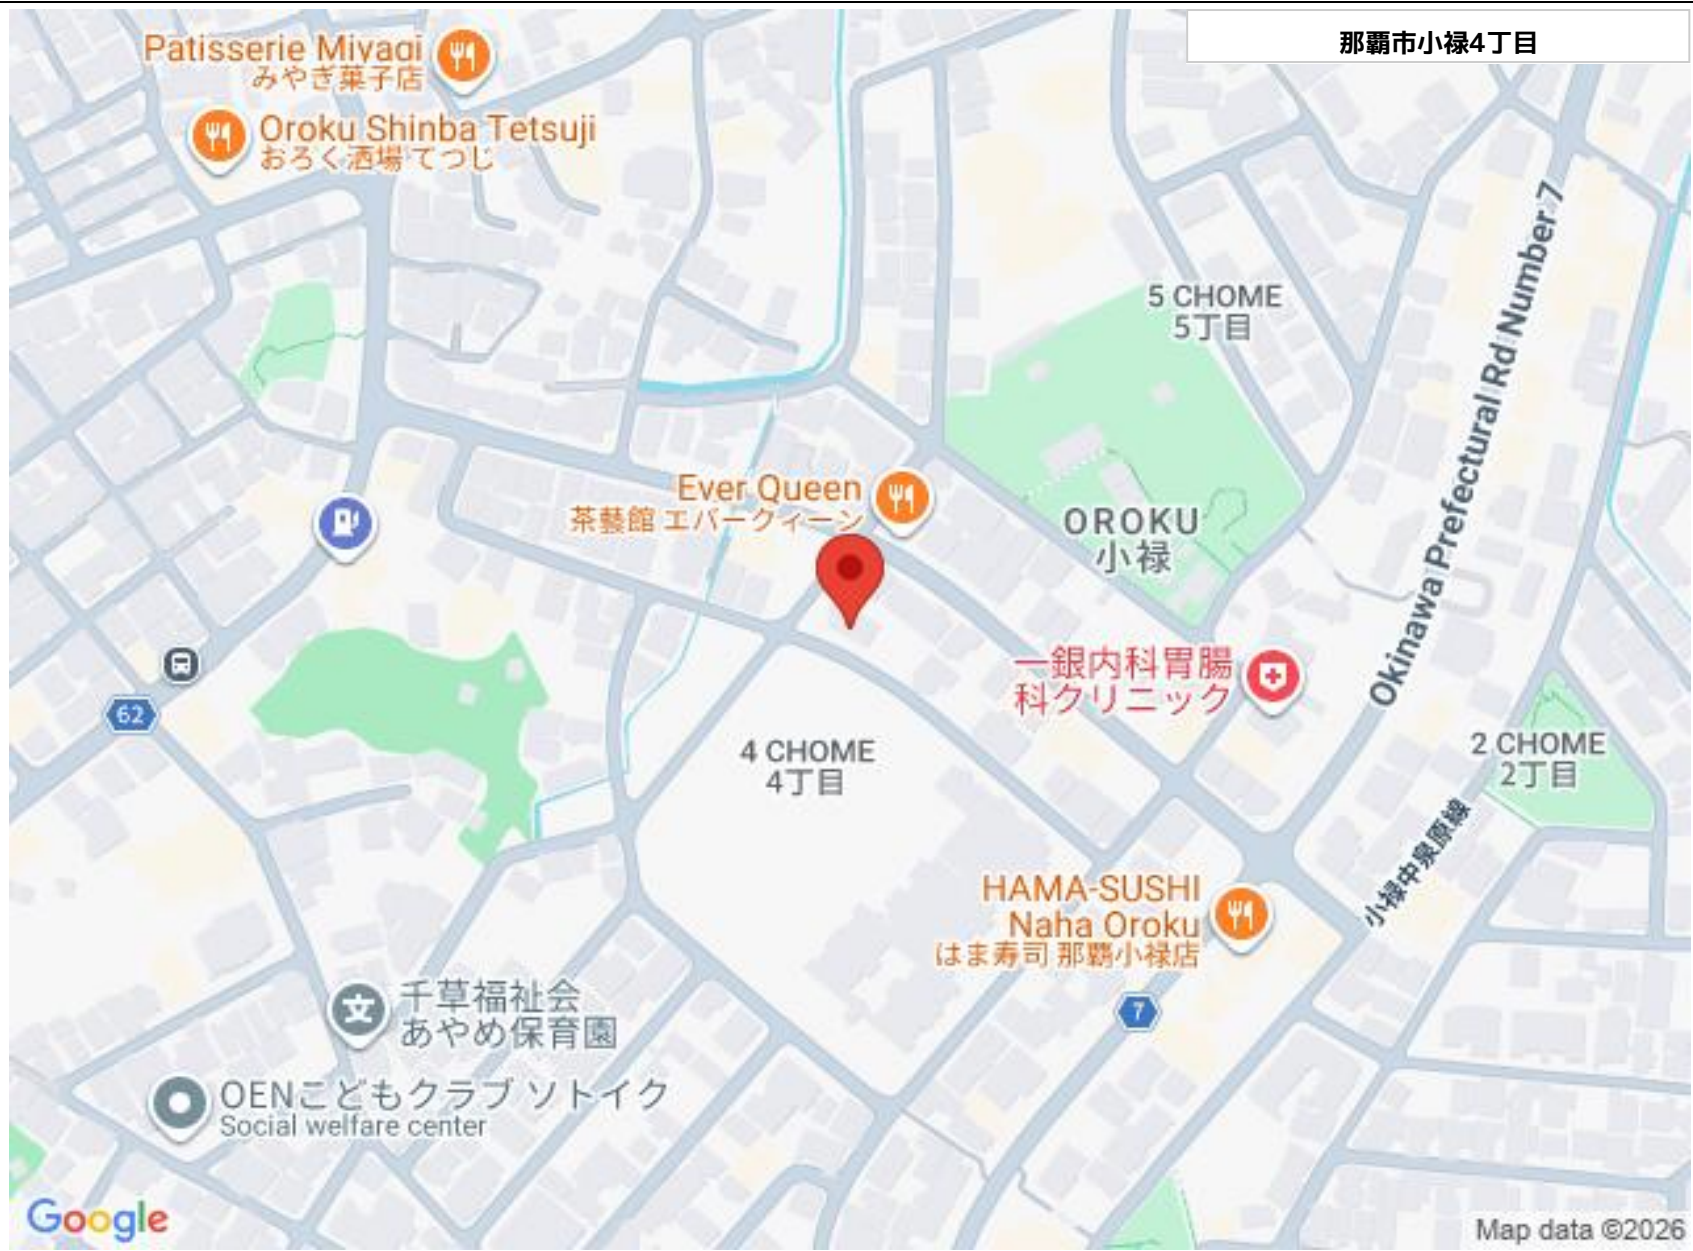 那覇市小禄4丁目
Patisserie Miyagi
みやぎ菓子店
Oroku Shinba Tetsuji
おろく酒場 てつじ
5 CHOME
5丁目
Okinawa Prefectural Rd Number 7
Ever Queen
茶藝館 エバークィーン
OROKU
小禄
一銀内科胃腸
科クリニック
62
4 CHOME
4丁目
2 CHOME
2丁目
小禄中泉原線
HAMA-SUSHI
Naha Oroku
はま寿司 那覇小禄店
7
文
千草福祉会
あやめ保育園
OENこどもクラブ ソトイク
Social welfare center
Google
Map data ©2026